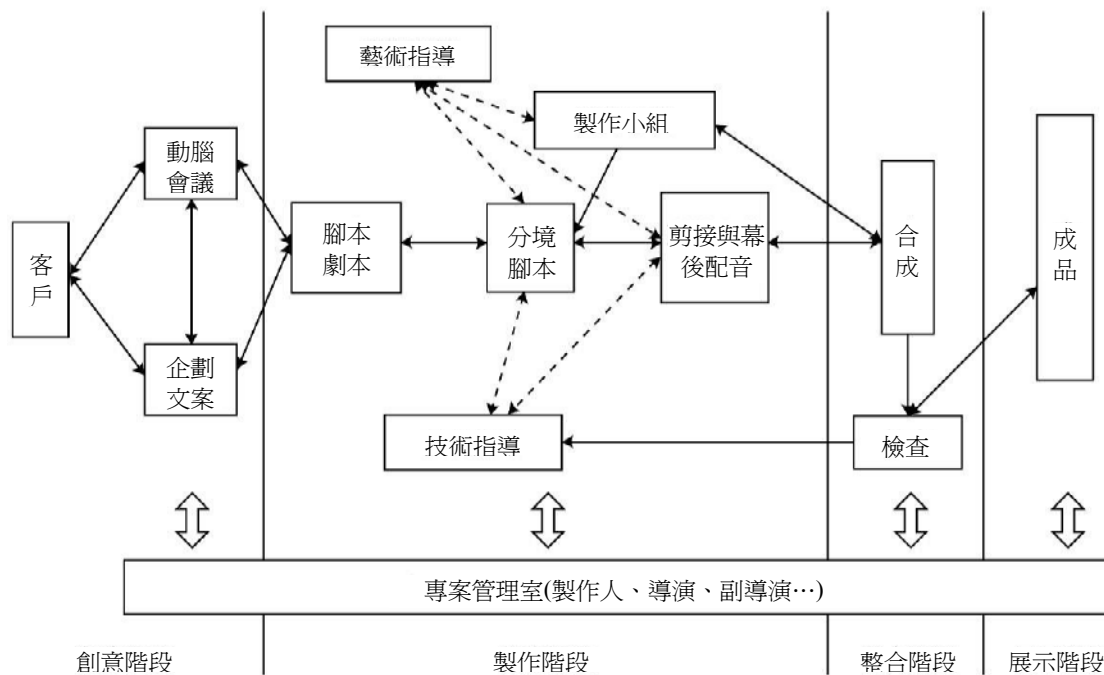 藝術指導
製作小組
動腦
會議
腳本
劇本
分境
腳本
剪接與幕
後配音
合
成
成
品
客
戶
企劃
文案
技術指導
檢查
專案管理室(製作人、導演、副導演…)
創意階段
製作階段
整合階段
展示階段